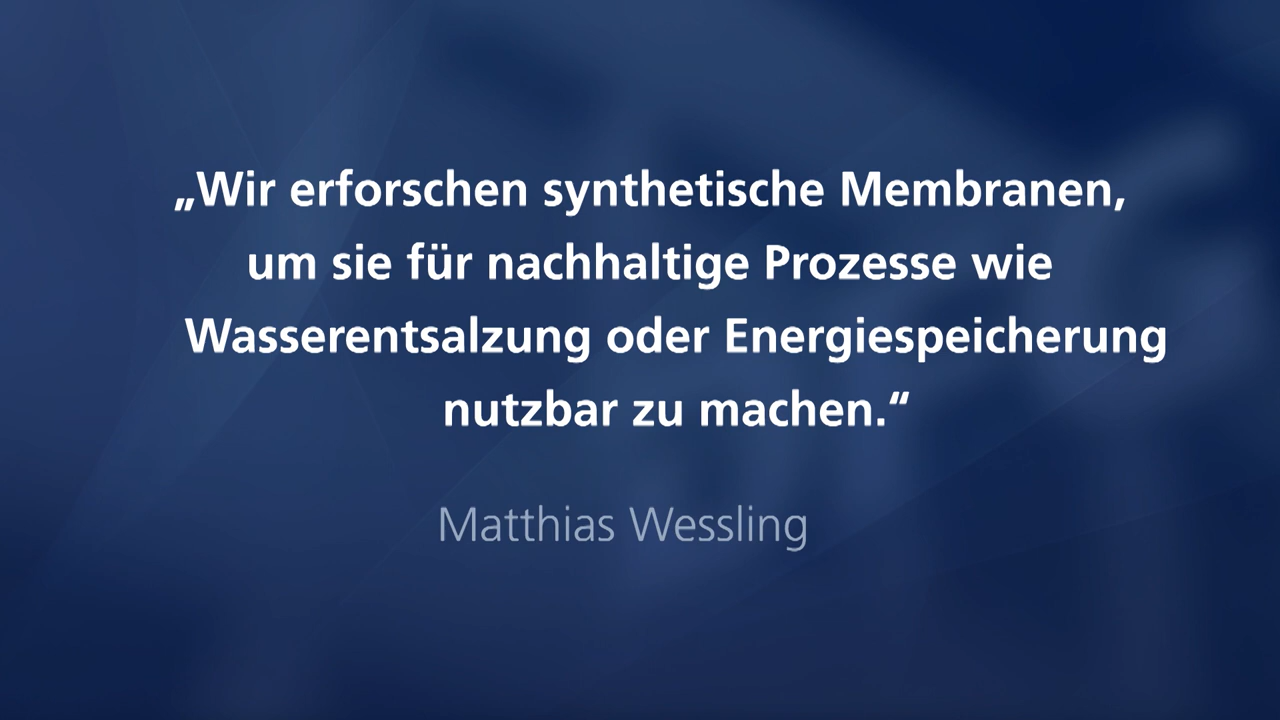 „Wir erforschen synthetische Membranen,
um sie für nachhaltige Prozesse wie
Wasserentsalzung oder Energiespeicherung
nutzbar zu machen.“
Matthias Wessling